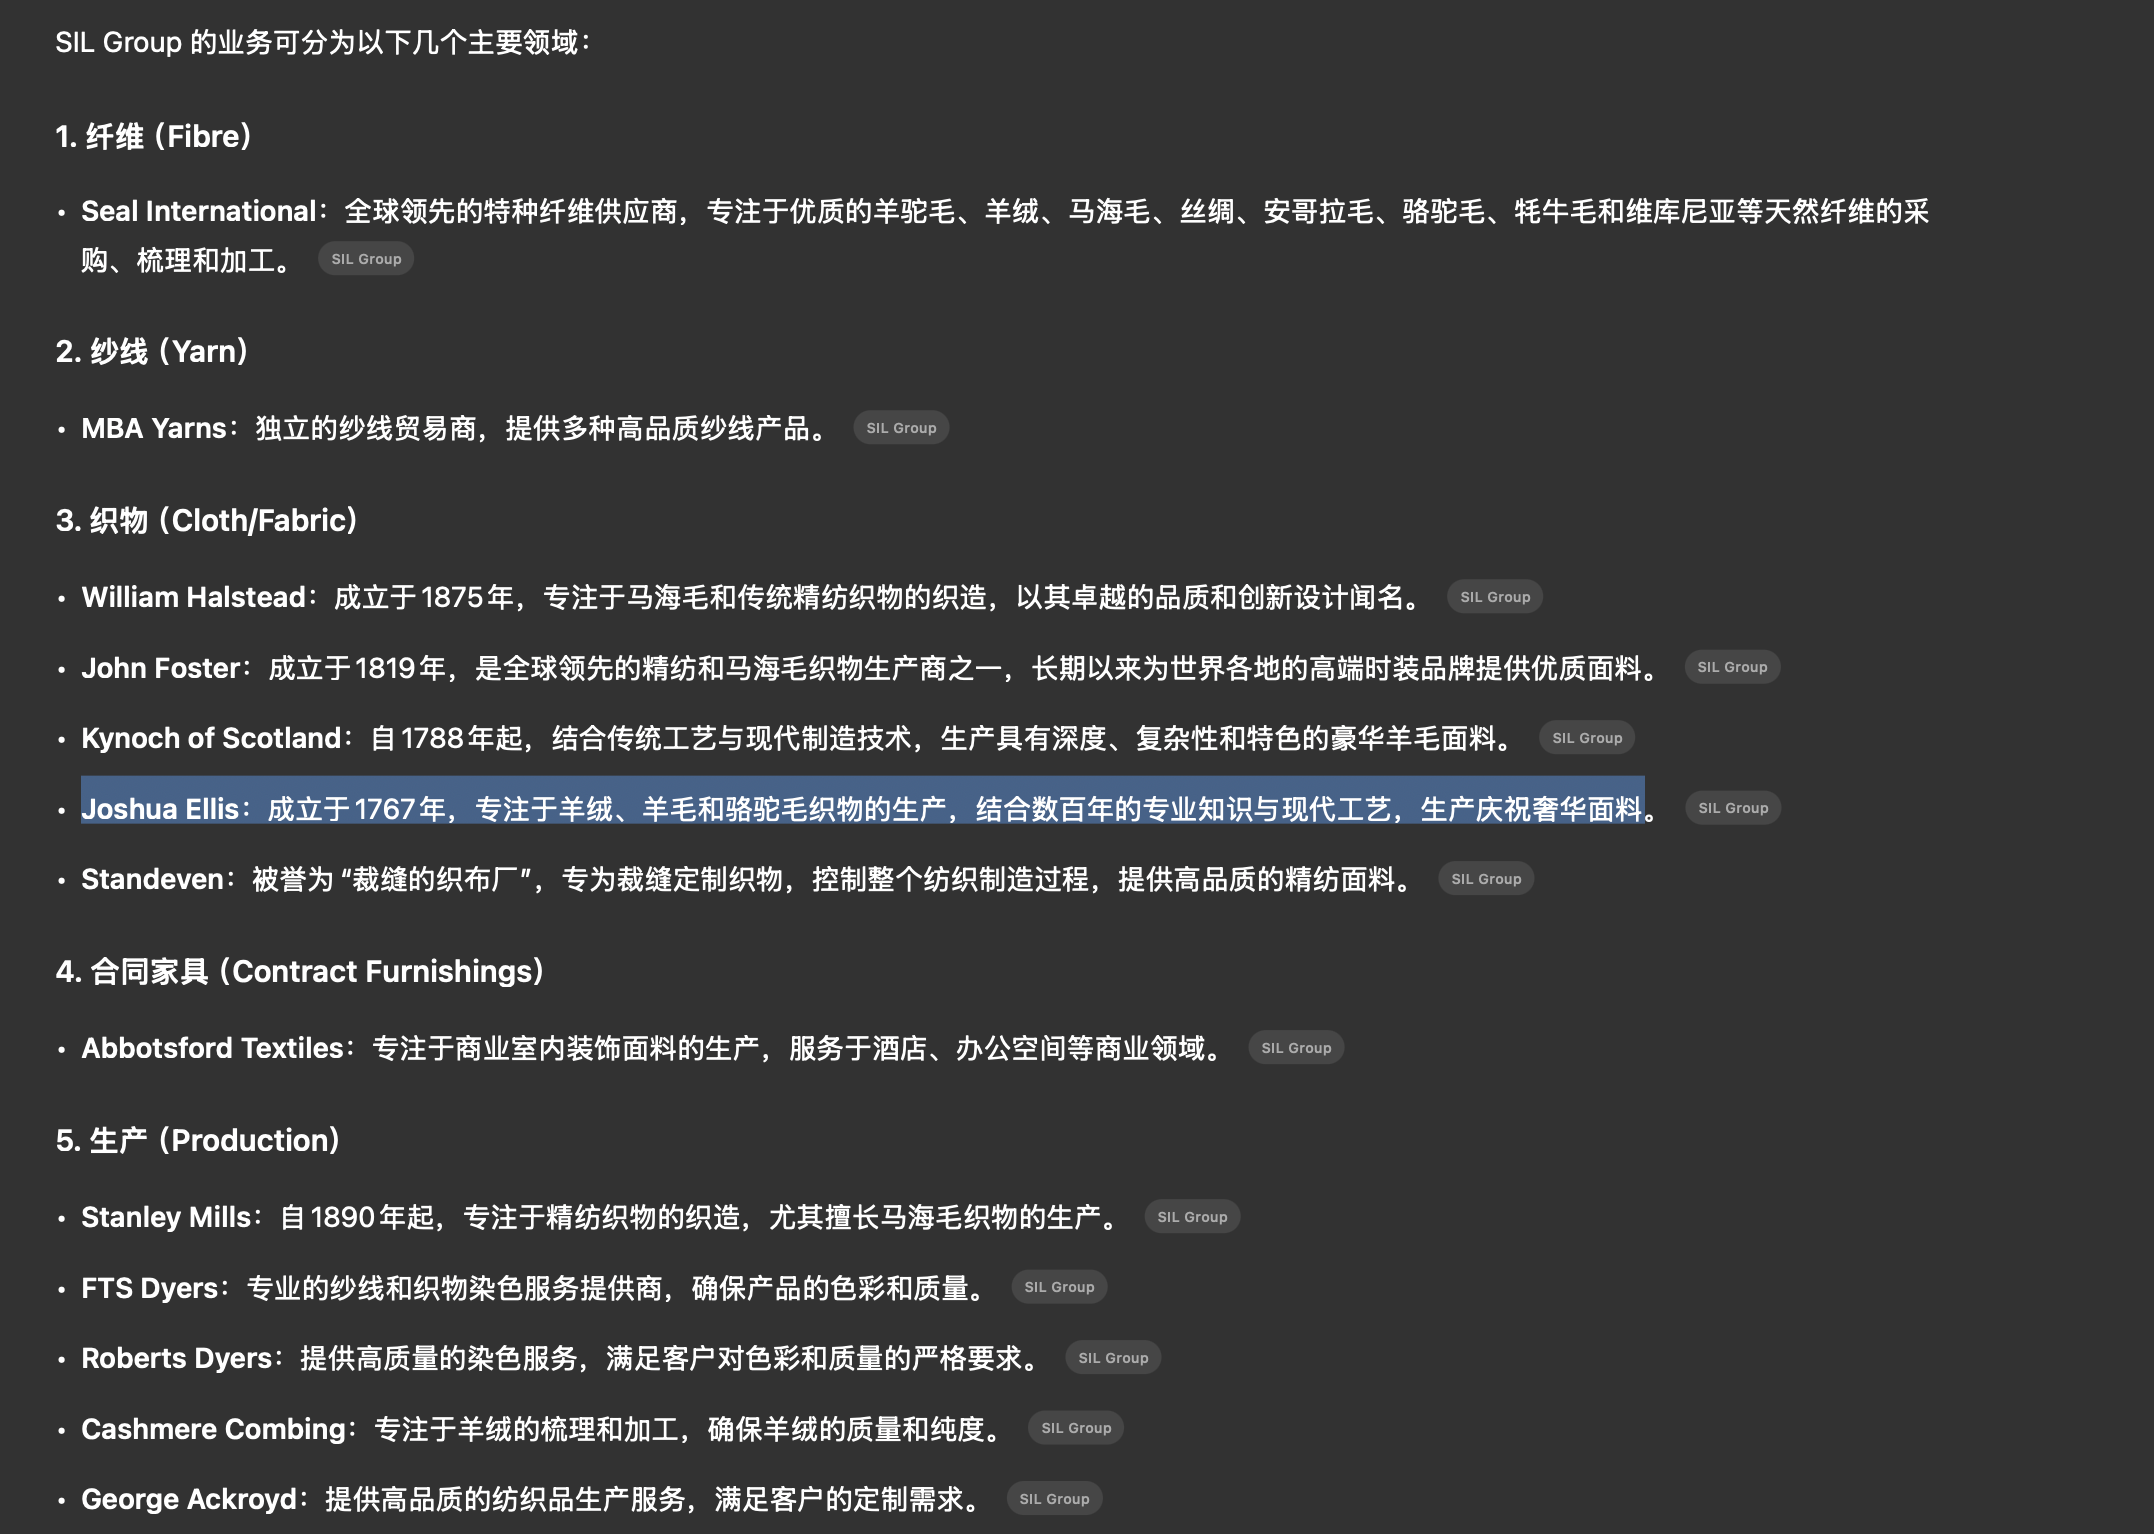 SIL Group 的业务可分为以下几个主要领域：
1. 纤维（Fibre）
• Seal International：全球领先的特种纤维供应商，专注于优质的羊驼毛、羊绒、马海毛、丝绸、安哥拉毛、骆驼毛、牦牛毛和维库尼亚等天然纤维的采
购、梳理和加工。 SIL Group
2. 纱线（Yarn）
• MBA Yarns：独立的纱线贸易商，提供多种高品质纱线产品。 SIL Group
3. 织物（Cloth/Fabric）
• William Halstead：成立于1875年，专注于马海毛和传统精纺织物的织造，以其卓越的品质和创新设计闻名。 SIL Group
• John Foster：成立于1819年，是全球领先的精纺和马海毛织物生产商之一，长期以来为世界各地的高端时装品牌提供优质面料。 SIL Group
• Kynoch of Scotland：自1788年起，结合传统工艺与现代制造技术，生产具有深度、复杂性和特色的豪华羊毛面料。 SIL Group
• Joshua Ellis：成立于1767年，专注于羊绒、羊毛和骆驼毛织物的生产，结合数百年的专业知识与现代工艺，生产庆祝奢华面料。 SIL Group
• Standeven：被誉为“裁缝的织布厂”，专为裁缝定制织物，控制整个纺织制造过程，提供高品质的精纺面料。 SIL Group
4. 合同家具（Contract Furnishings）
• Abbotsford Textiles：专注于商业室内装饰面料的生产，服务于酒店、办公空间等商业领域。 SIL Group
5. 生产（Production）
• Stanley Mills：自1890年起，专注于精纺织物的织造，尤其擅长马海毛织物的生产。 SIL Group
• FTS Dyers：专业的纱线和织物染色服务提供商，确保产品的色彩和质量。 SIL Group
• Roberts Dyers：提供高质量的染色服务，满足客户对色彩和质量的严格要求。 SIL Group
• Cashmere Combing：专注于羊绒的梳理和加工，确保羊绒的质量和纯度。 SIL Group
• George Ackroyd：提供高品质的纺织品生产服务，满足客户的定制需求。 SIL Group